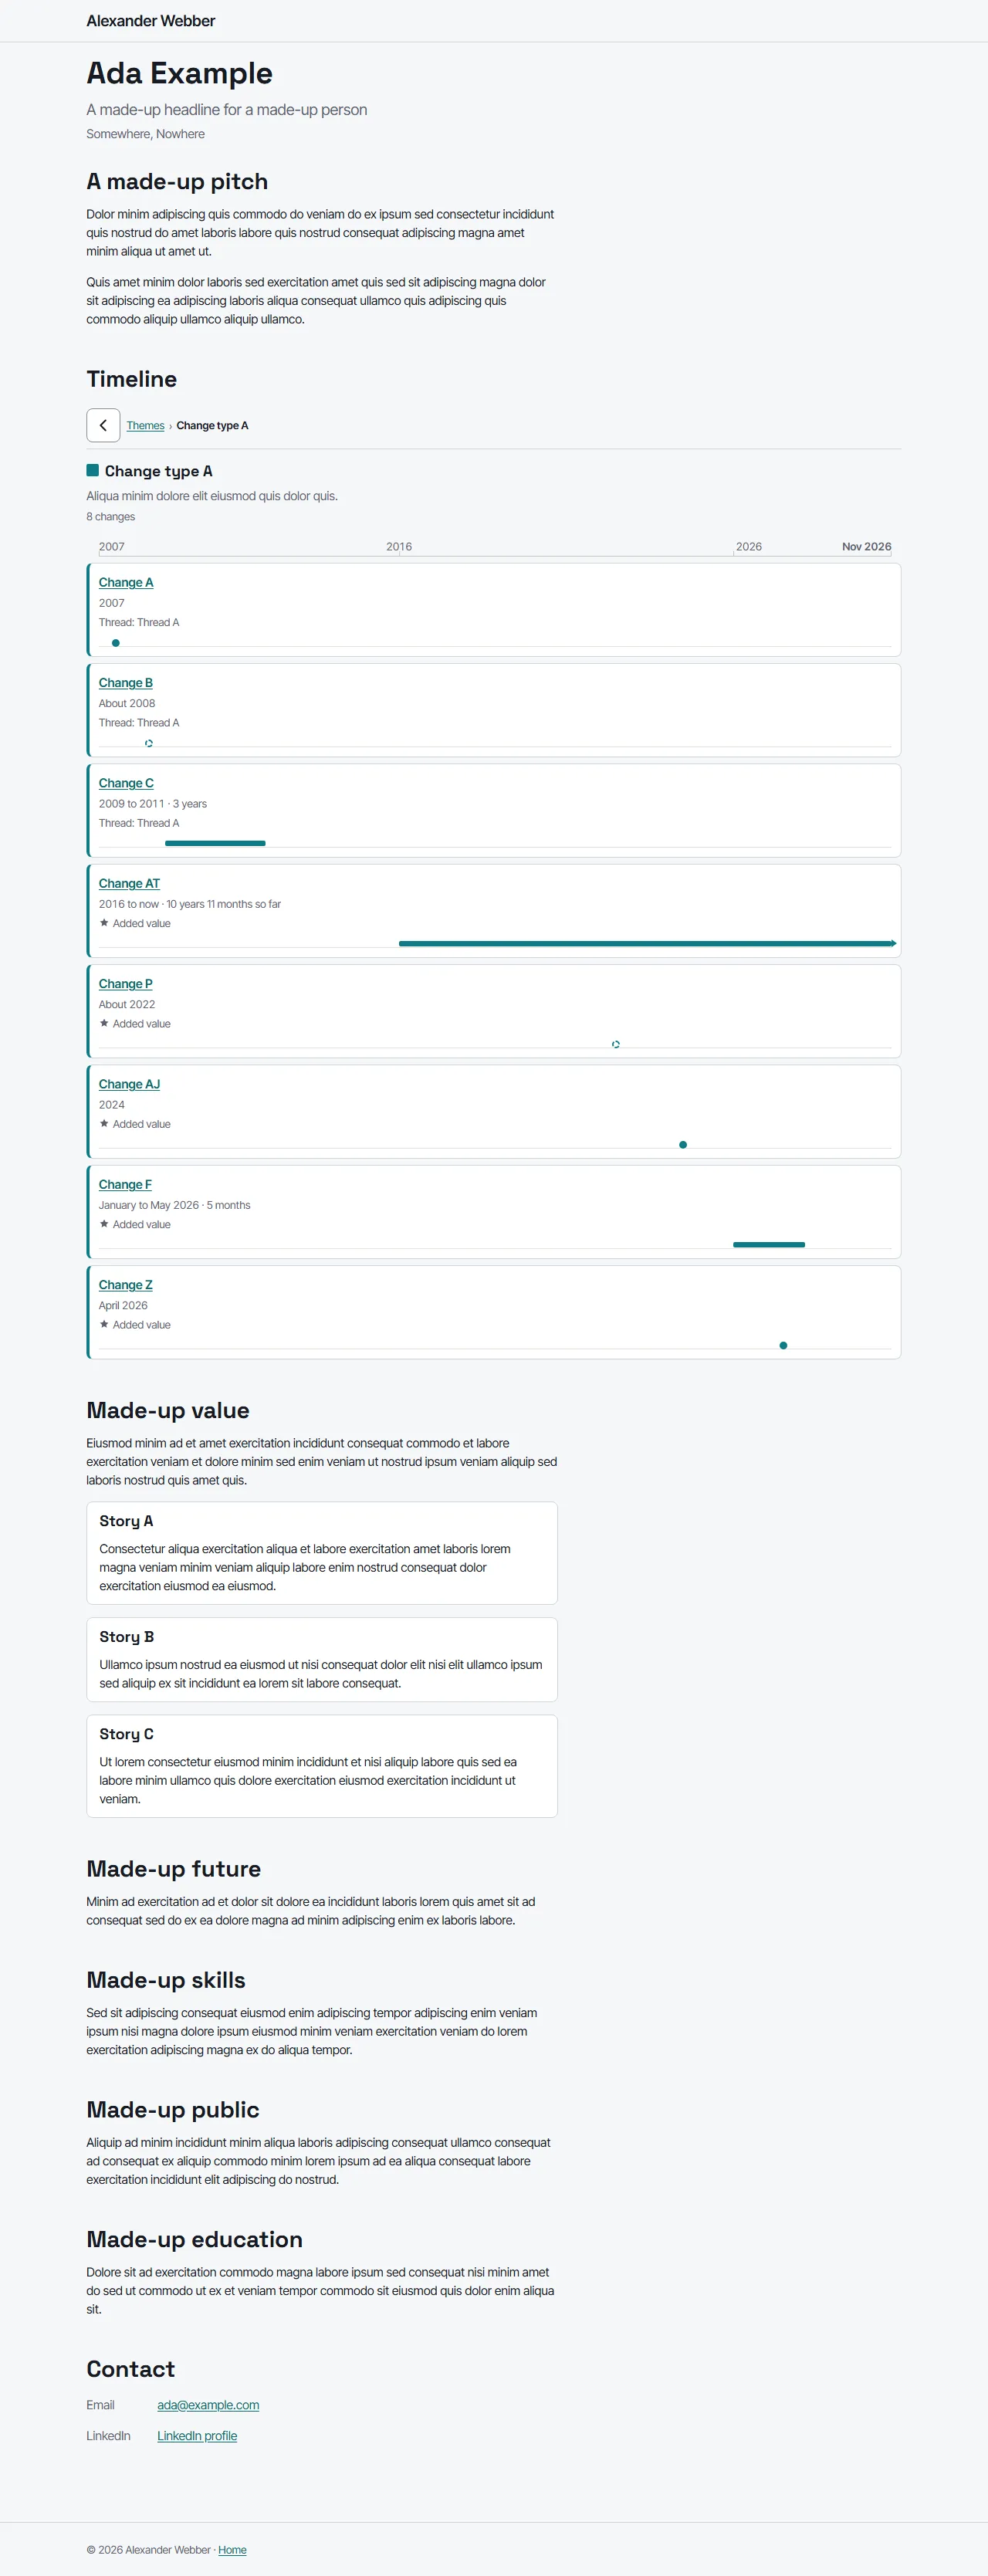 Alexander Webber
Ada Example
A made-up headline for a made-up person
Somewhere, Nowhere
A made-up pitch
Dolor minim adipiscing quis commodo do veniam do ex ipsum sed consectetur incididunt
quis nostrud do amet laboris labore quis nostrud consequat adipiscing magna amet
minim aliqua ut amet ut.
Quis amet minim dolor laboris sed exercitation amet quis sed sit adipiscing magna dolor
sit adipiscing ea adipiscing laboris aliqua consequat ullamco quis adipiscing quis
commodo aliquip ullamco aliquip ullamco.
Timeline
Themes › Change type A
Change type A
Aliqua minim dolore elit eiusmod quis dolor quis.
8 changes
2007 2016 2026 Nov 2026
Change A
2007
Thread: Thread A
Change B
About 2008
Thread: Thread A
Change C
2009 to 2011 · 3 years
Thread: Thread A
Change AT
2016 to now · 10 years 11 months so far
★ Added value
Change P
About 2022
★ Added value
Change AJ
2024
★ Added value
Change F
January to May 2026 · 5 months
★ Added value
Change Z
April 2026
★ Added value
Made-up value
Eiusmod minim ad et amet exercitation incididunt consequat commodo et labore
exercitation veniam et dolore minim sed enim veniam ut nostrud ipsum veniam aliquip sed
laboris nostrud quis amet quis.
Story A
Consectetur aliqua exercitation aliqua et labore exercitation amet laboris lorem
magna veniam minim veniam aliquip labore enim nostrud consequat dolor
exercitation eiusmod ea eiusmod.
Story B
Ullamco ipsum nostrud ea eiusmod ut nisi consequat dolor elit nisi elit ullamco ipsum
sed aliquip ex sit incididunt ea lorem sit labore consequat.
Story C
Ut lorem consectetur eiusmod minim incididunt et nisi aliquip labore quis sed ea
labore minim ullamco quis dolore exercitation eiusmod exercitation incididunt ut
veniam.
Made-up future
Minim ad exercitation ad et dolor sit dolore ea incididunt laboris lorem quis amet sit ad
consequat sed do ex ea dolore magna ad minim adipiscing enim ex laboris labore.
Made-up skills
Sed sit adipiscing consequat eiusmod enim adipiscing tempor adipiscing enim veniam
ipsum nisi magna dolore ipsum eiusmod minim veniam exercitation veniam do lorem
exercitation adipiscing magna ex do aliqua tempor.
Made-up public
Aliquip ad minim incididunt minim aliqua laboris adipiscing consequat ullamco consequat
ad consequat ex aliquip commodo minim lorem ipsum ad ea aliqua consequat labore
exercitation incididunt elit adipiscing do nostrud.
Made-up education
Dolore sit ad exercitation commodo magna labore ipsum sed consequat nisi minim amet
do sed ut commodo ut ex et veniam tempor commodo sit eiusmod quis dolor enim aliqua
sit.
Contact
Email ada@example.com
LinkedIn LinkedIn profile
© 2026 Alexander Webber · Home